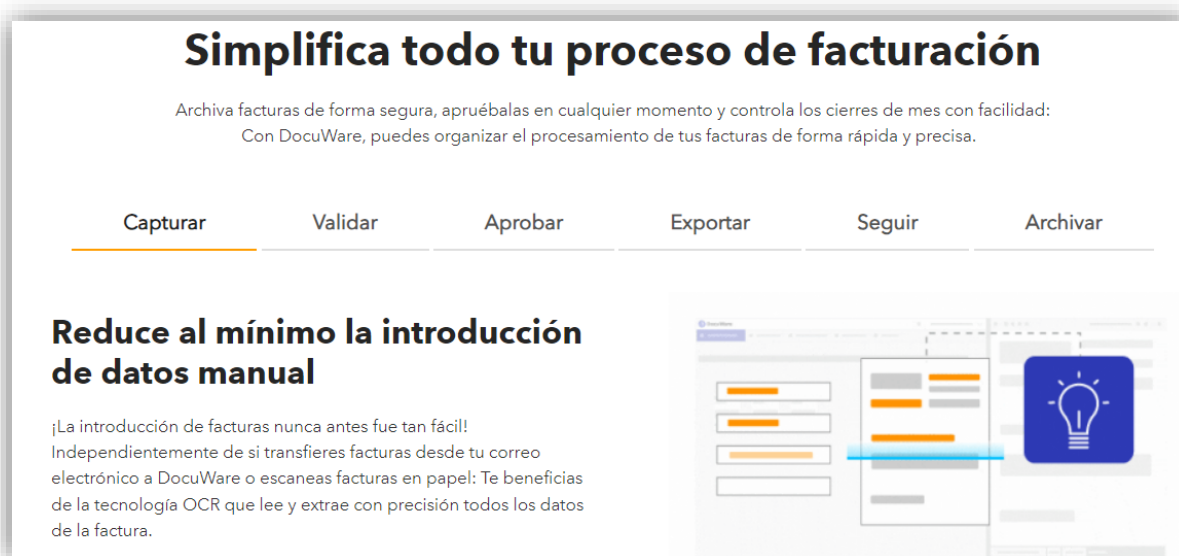 Simplifica todo tu proceso de facturación
Archiva facturas de forma segura, apruébalas en cualquier momento y controla los cierres de mes con facilidad:
Con DocuWare, puedes organizar el procesamiento de tus facturas de forma rápida y precisa.
Capturar Validar Aprobar Exportar Seguir Archivar
Reduce al mínimo la introducción
de datos manual
¡La introducción de facturas nunca antes fue tan fácil!
Independientemente de si transfieres facturas desde tu correo
electrónico a DocuWare o escaneas facturas en papel: Te beneficias
de la tecnología OCR que lee y extrae con precisión todos los datos
de la factura.